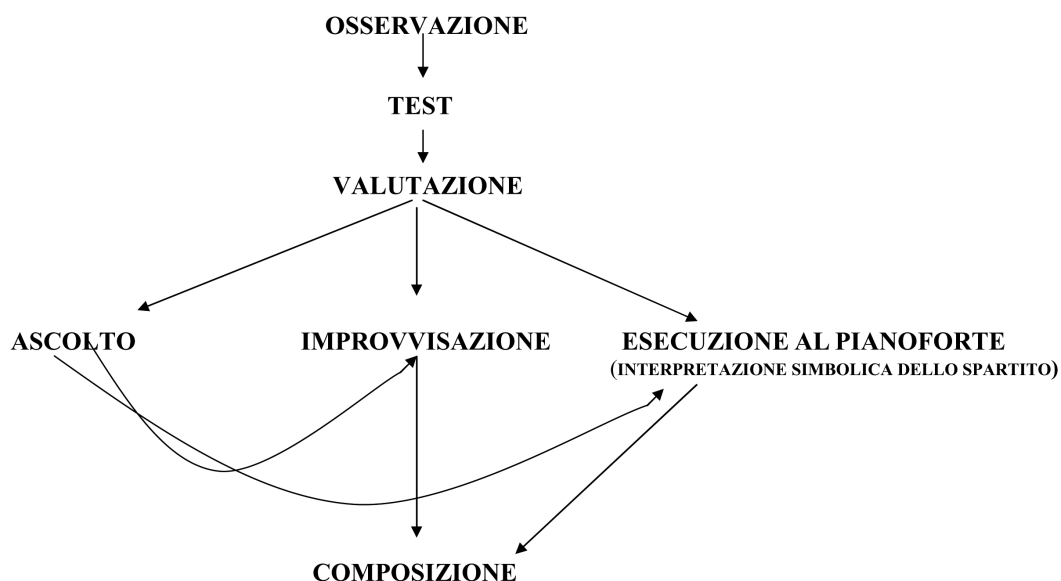 OSSERVAZIONE
TEST
VALUTAZIONE
ASCOLTO
IMPROVVISAZIONE
ESECUZIONE AL PIANOFORTE
(INTERPRETAZIONE SIMBOLICA DELLO SPARTITO)
COMPOSIZIONE